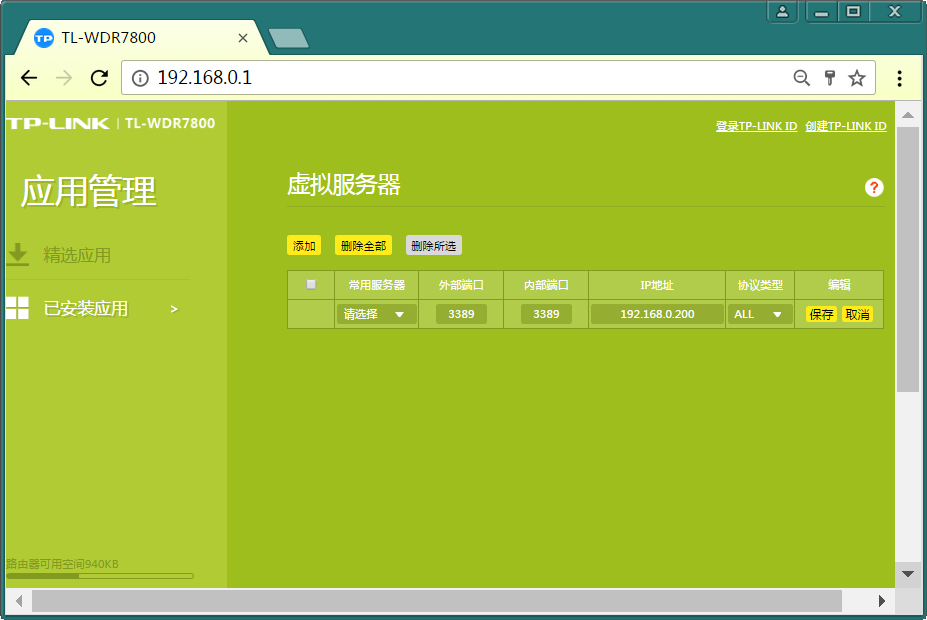 TP TL-WDR7800
192.168.0.1
TP-LINK | TL-WDR7800
登录TP-LINK ID 创建TP-LINK ID
应用管理
虚拟服务器
?
精选应用
已安装应用 >
添加 删除全部 删除所选
常用服务器 外部端口 内部端口 IP地址 协议类型 编辑
请选择 3389 3389 192.168.0.200 ALL 保存 取消
路由器可用空间940KB